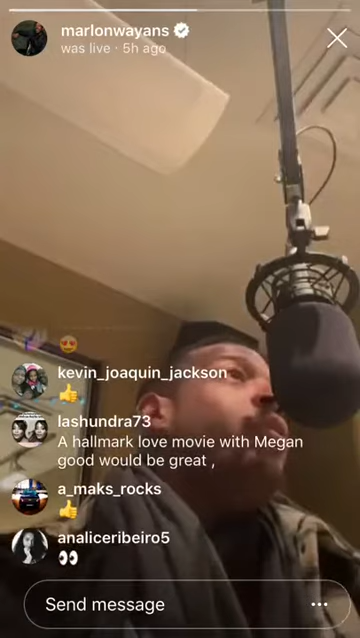 marlonwayans
was live · 5h ago
kevin_joaquin_jackson
👍
lashundra73
A hallmark love movie with Megan
good would be great ,
a_maks_rocks
👍
analiceribeiro5
👀
Send message